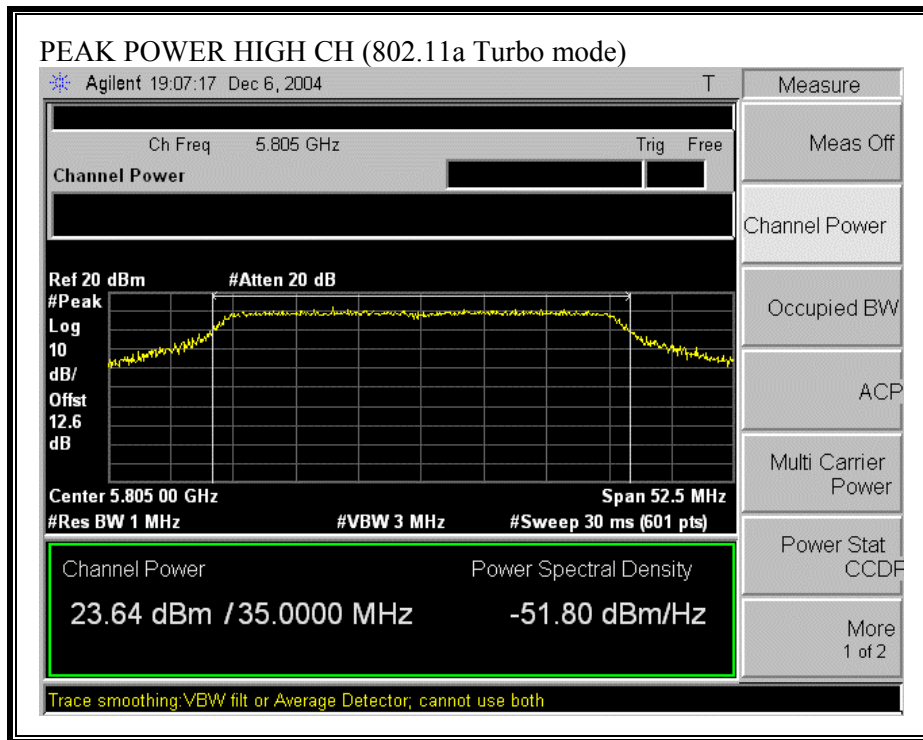 PEAK POWER HIGH CH (802.11a Turbo mode)
Agilent 19:07:17 Dec 6, 2004 T
Measure
Ch Freq 5.805 GHz Trig Free
Channel Power
Meas Off
Channel Power
Occupied BW
ACP
Multi Carrier
Power
Power Stat
CCDF
More
1 of 2
Ref 20 dBm #Atten 20 dB
#Peak
Log
10
dB/
Offst
12.6
dB
Center 5.805 00 GHz Span 52.5 MHz
#Res BW 1 MHz #VBW 3 MHz #Sweep 30 ms (601 pts)
Channel Power Power Spectral Density
23.64 dBm / 35.0000 MHz -51.80 dBm/Hz
Trace smoothing:VBW filt or Average Detector; cannot use both